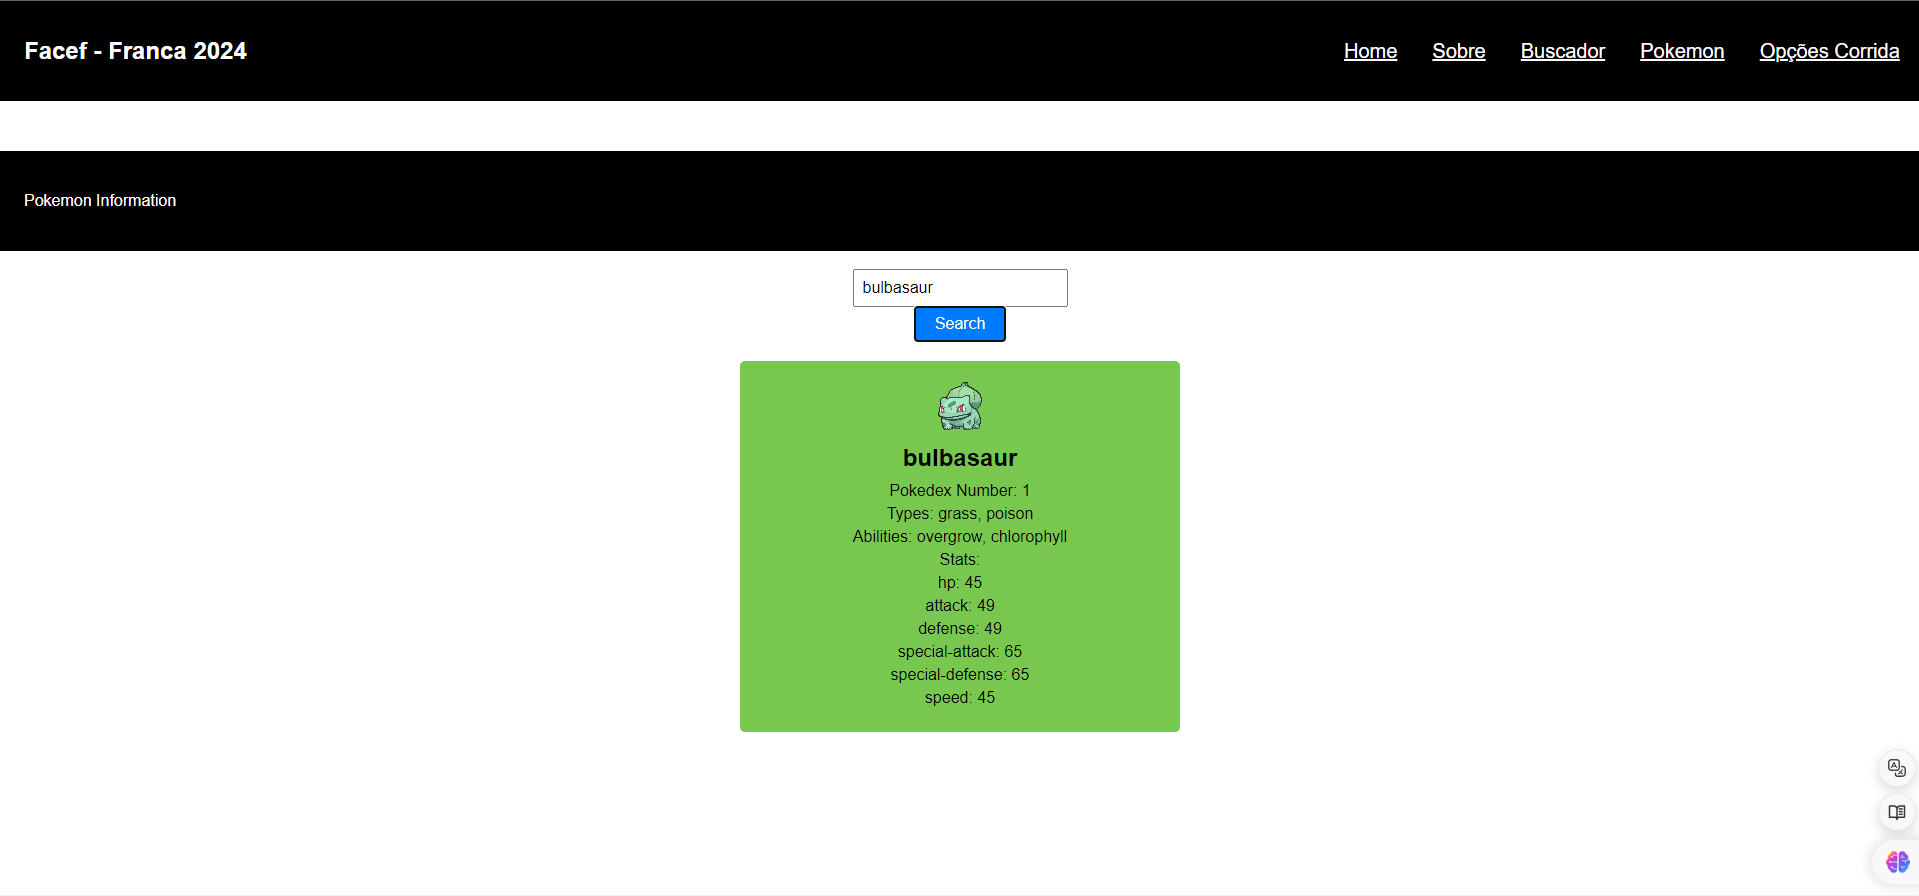 Facef - Franca 2024
Home Sobre Buscador Pokemon Opções Corrida
Pokemon Information
bulbasaur
Search
bulbasaur
Pokedex Number: 1
Types: grass, poison
Abilities: overgrow, chlorophyll
Stats:
hp: 45
attack: 49
defense: 49
special-attack: 65
special-defense: 65
speed: 45